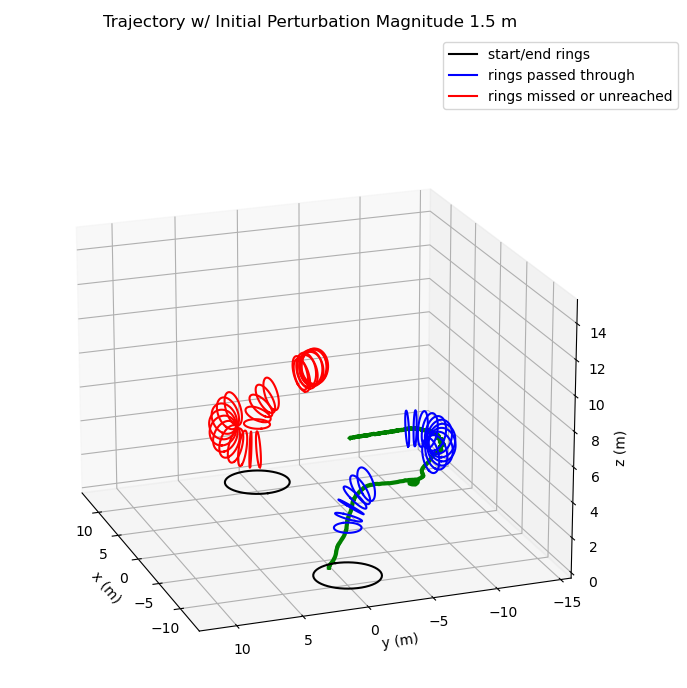 Trajectory w/ Initial Perturbation Magnitude 1.5 m
start/end rings
rings passed through
rings missed or unreached
14
12
10
8
6
4
2
0
z (m)
10
5
0
−5
−10
x (m)
10
5
0
−5
−10
−15
y (m)